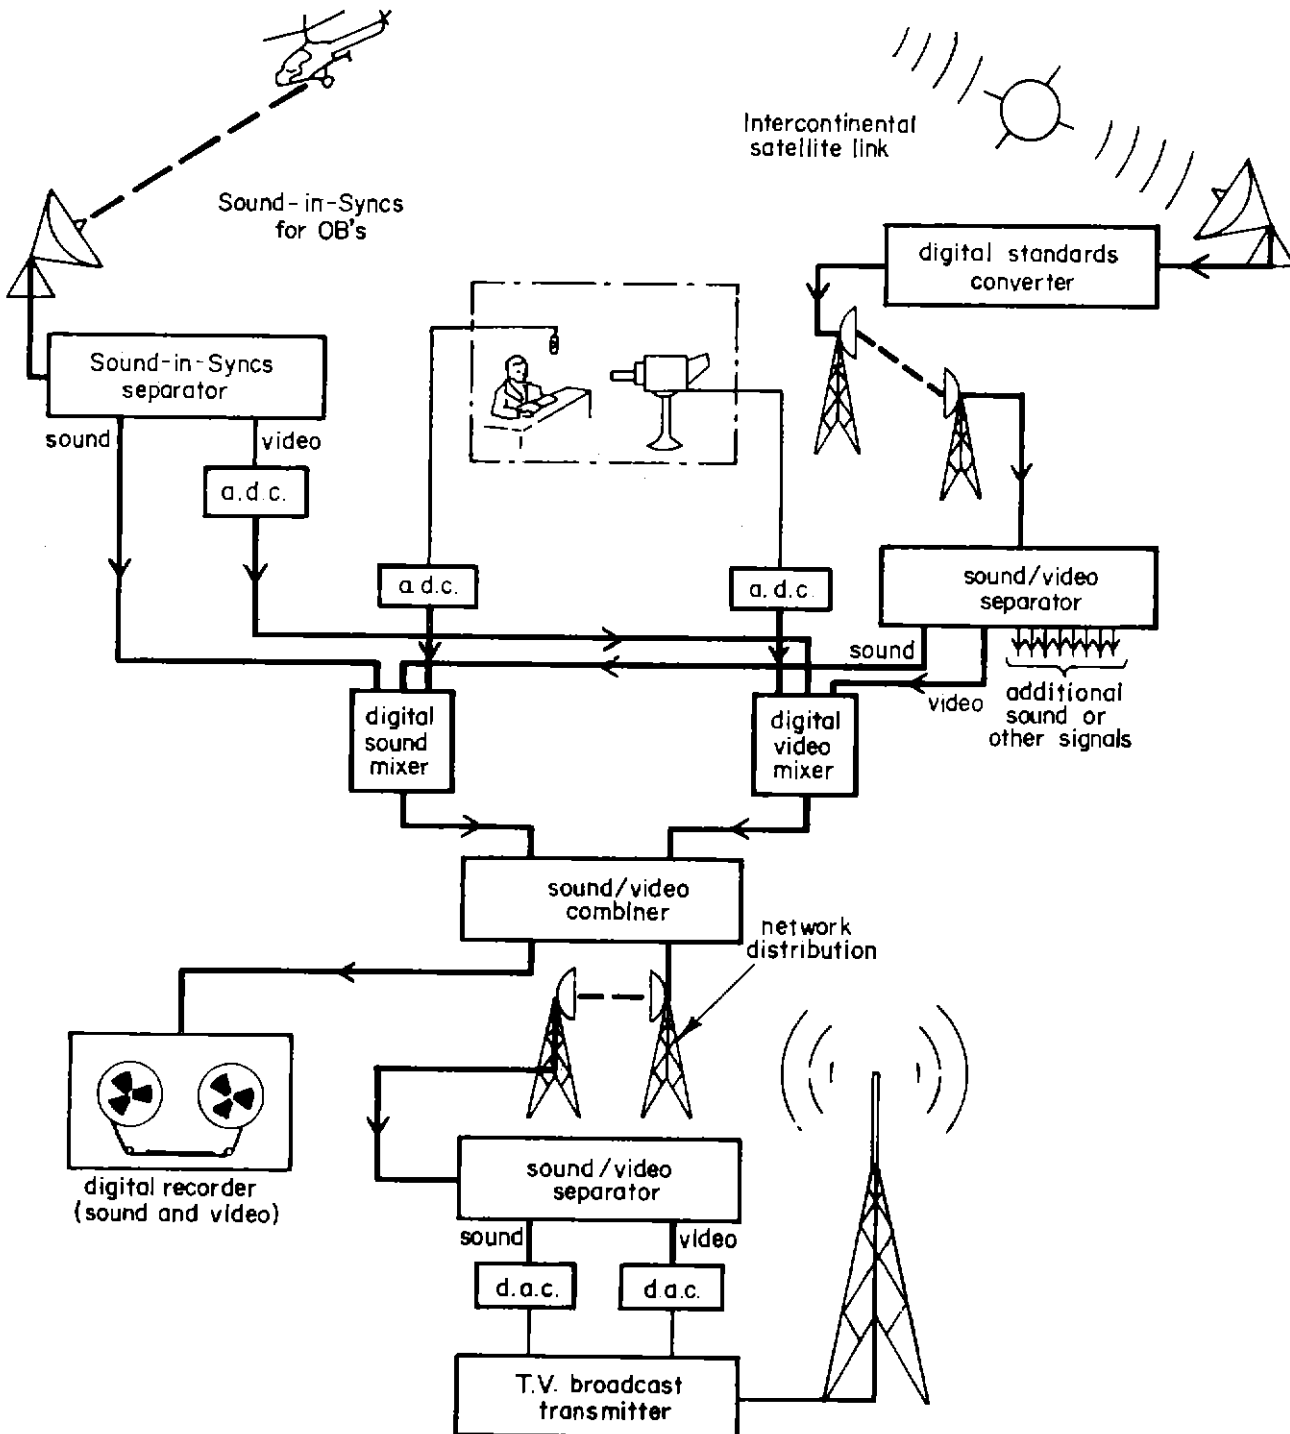 Intercontinental
satellite link
Sound-in-Syncs
for OB's
digital standards
converter
Sound-in-Syncs
separator
sound
video
a.d.c.
a.d.c.
a.d.c.
sound/video
separator
sound
video
additional
sound or
other signals
digital
sound
mixer
digital
video
mixer
sound/video
combiner
network
distribution
digital recorder
(sound and video)
sound/video
separator
sound
video
d.a.c.
d.a.c.
T.V. broadcast
transmitter